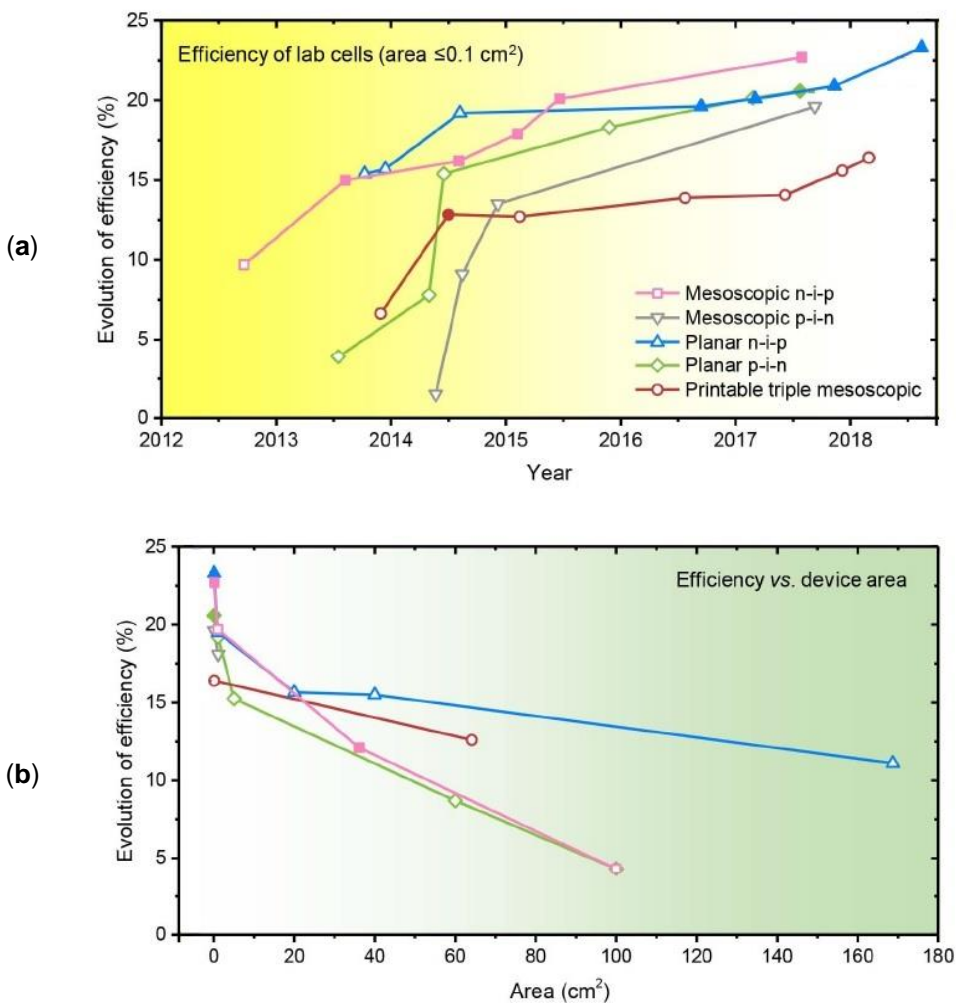 (a)
Efficiency of lab cells (area ≤0.1 cm²)
Evolution of efficiency (%)
25
20
15
10
5
0
Mesoscopic n-i-p
Mesoscopic p-i-n
Planar n-i-p
Planar p-i-n
Printable triple mesoscopic
2012 2013 2014 2015 2016 2017 2018
Year
(b)
Efficiency vs. device area
Evolution of efficiency (%)
25
20
15
10
5
0
0 20 40 60 80 100 120 140 160 180
Area (cm²)